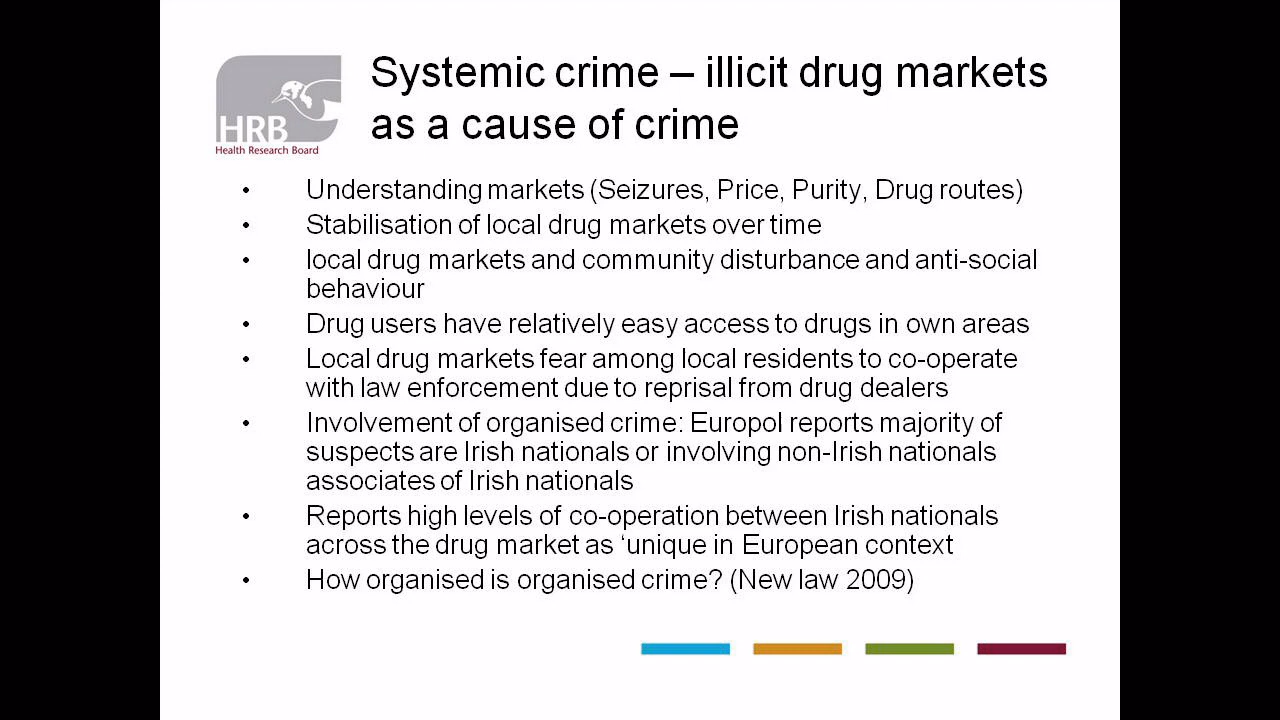 Systemic crime – illicit drug markets
as a cause of crime
HRB
Health Research Board
• Understanding markets (Seizures, Price, Purity, Drug routes)
• Stabilisation of local drug markets over time
• local drug markets and community disturbance and anti-social
behaviour
• Drug users have relatively easy access to drugs in own areas
• Local drug markets fear among local residents to co-operate
with law enforcement due to reprisal from drug dealers
• Involvement of organised crime: Europol reports majority of
suspects are Irish nationals or involving non-Irish nationals
associates of Irish nationals
• Reports high levels of co-operation between Irish nationals
across the drug market as ‘unique in European context
• How organised is organised crime? (New law 2009)